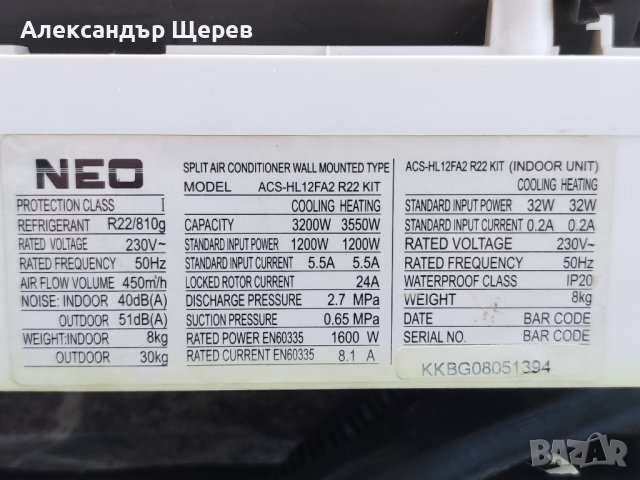 Александър Щерев
NEO
PROTECTION CLASS I
REFRIGERANT R22/810g
RATED VOLTAGE 230V~
RATED FREQUENCY 50Hz
AIR FLOW VOLUME 450m³/h
NOISE: INDOOR 40dB(A)
OUTDOOR 51dB(A)
WEIGHT:INDOOR 8kg
OUTDOOR 30kg
SPLIT AIR CONDITIONER WALL MOUNTED TYPE
MODEL ACS-HL12FA2 R22 KIT
COOLING HEATING
CAPACITY 3200W 3550W
STANDARD INPUT POWER 1200W 1200W
STANDARD INPUT CURRENT 5.5A 5.5A
LOCKED ROTOR CURRENT 24A
DISCHARGE PRESSURE 2.7 MPa
SUCTION PRESSURE 0.65 MPa
RATED POWER EN60335 1600 W
RATED CURRENT EN60335 8.1 A
ACS-HL12FA2 R22 KIT (INDOOR UNIT)
COOLING HEATING
STANDARD INPUT POWER 32W 32W
STANDARD INPUT CURRENT 0.2A 0.2A
RATED VOLTAGE 230V~
RATED FREQUENCY 50Hz
WATERPROOF CLASS IP20
WEIGHT 8kg
DATE BAR CODE
SERIAL NO. BAR CODE
KKBG08051394
BAZAR